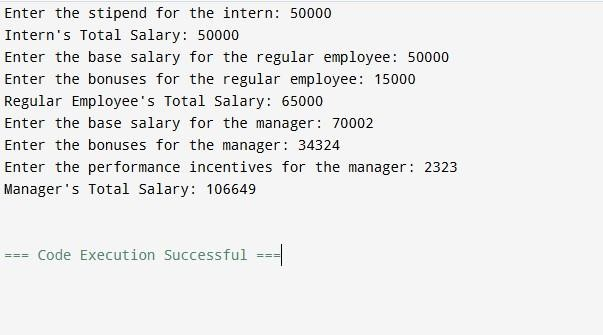 Enter the stipend for the intern: 50000
Intern's Total Salary: 50000
Enter the base salary for the regular employee: 50000
Enter the bonuses for the regular employee: 15000
Regular Employee's Total Salary: 65000
Enter the base salary for the manager: 70002
Enter the bonuses for the manager: 34324
Enter the performance incentives for the manager: 2323
Manager's Total Salary: 106649
=== Code Execution Successful ===